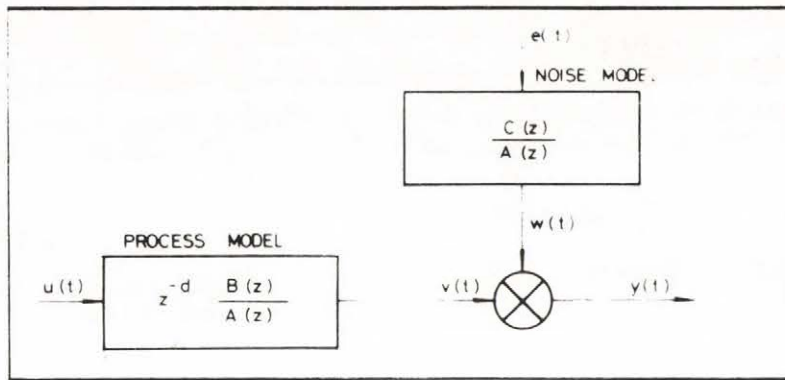 e(t)
NOISE MODE.
C(z)
A(z)
w(t)
PROCESS MODEL
u(t)
z-d B(z)
A(z)
v(t)
y(t)